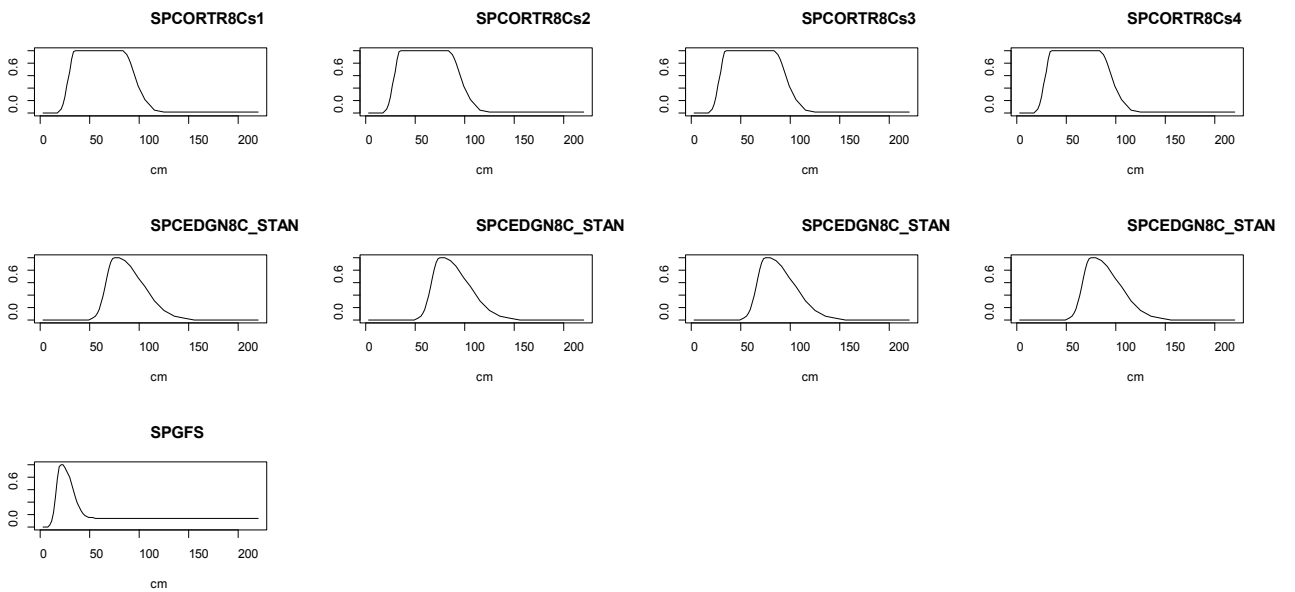 SPCORTR8Cs1 SPCORTR8Cs2 SPCORTR8Cs3 SPCORTR8Cs4
0.6 0.6 0.6 0.6
0.0 0.0 0.0 0.0
0 50 100 150 200 0 50 100 150 200 0 50 100 150 200 0 50 100 150 200
cm cm cm cm
SPCEDGN8C_STAN SPCEDGN8C_STAN SPCEDGN8C_STAN SPCEDGN8C_STAN
0.6 0.6 0.6 0.6
0.0 0.0 0.0 0.0
0 50 100 150 200 0 50 100 150 200 0 50 100 150 200 0 50 100 150 200
cm cm cm cm
SPGFS
0.6
0.0
0 50 100 150 200
cm